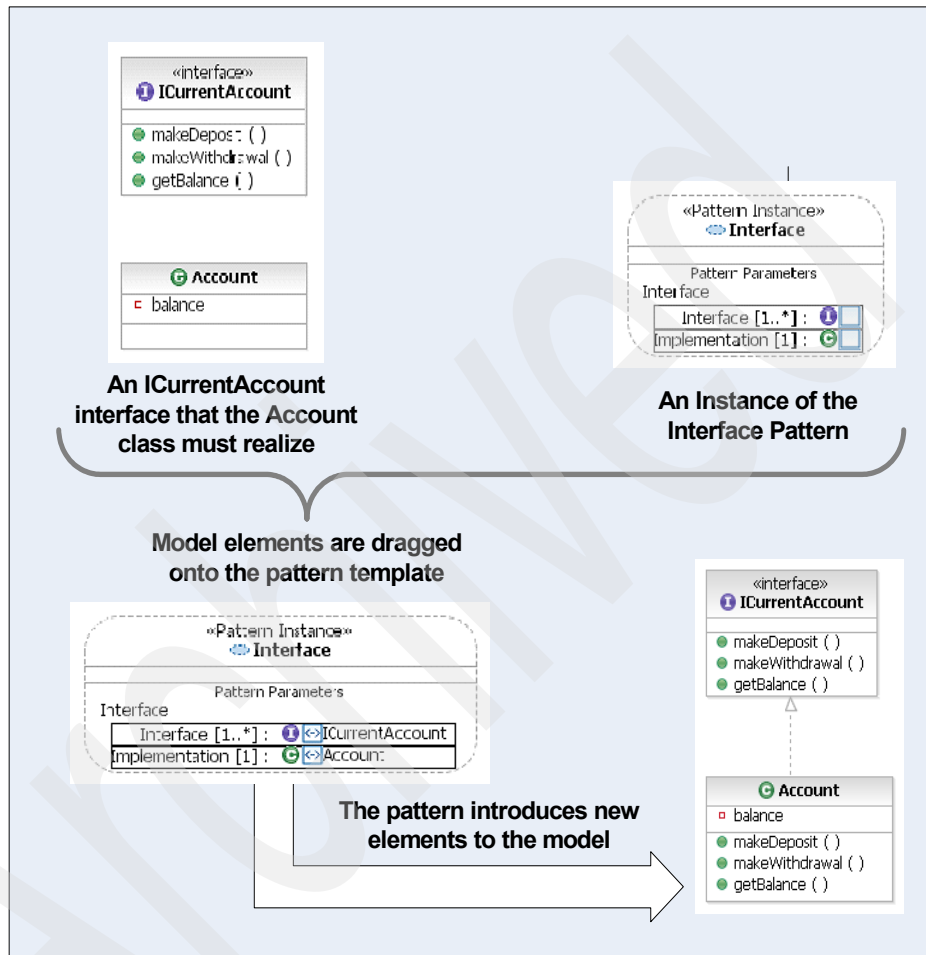 «interface»
ICurrentAccount
makeDeposit ( )
makeWithdrawal ( )
getBalance ( )
Account
balance
An ICurrentAccount
interface that the Account
class must realize
«Pattern Instance»
Interface
Pattern Parameters
Interface
Interface [1..*] :
Implementation [1] :
An Instance of the
Interface Pattern
Model elements are dragged
onto the pattern template
«Pattern Instance»
Interface
Pattern Parameters
Interface
Interface [1..*] : ICurrentAccount
Implementation [1] : Account
The pattern introduces new
elements to the model
«interface»
ICurrentAccount
makeDeposit ( )
makeWithdrawal ( )
getBalance ( )
Account
balance
makeDeposit ( )
makeWithdrawal ( )
getBalance ( )
Archived